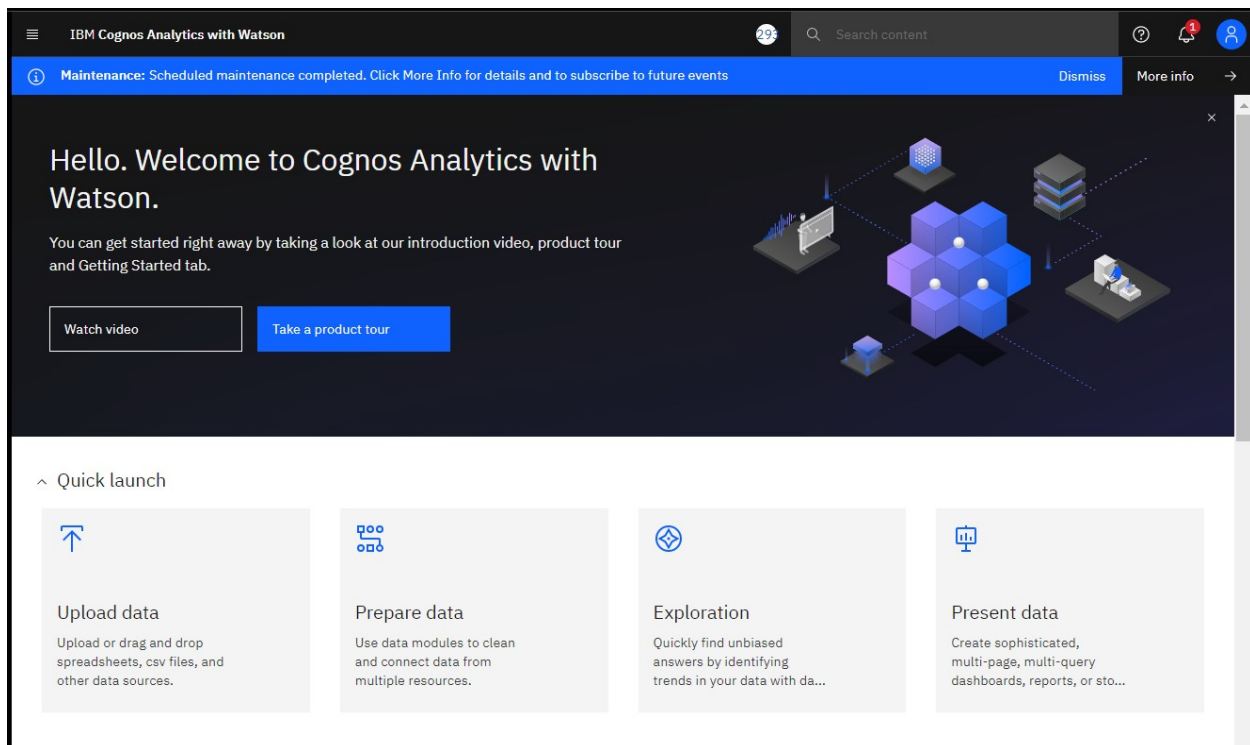 IBM Cognos Analytics with Watson
293
Search content
1
Maintenance: Scheduled maintenance completed. Click More Info for details and to subscribe to future events
Dismiss
More info
Hello. Welcome to Cognos Analytics with
Watson.
You can get started right away by taking a look at our introduction video, product tour
and Getting Started tab.
Watch video
Take a product tour
Quick launch
Upload data
Upload or drag and drop
spreadsheets, csv files, and
other data sources.
Prepare data
Use data modules to clean
and connect data from
multiple resources.
Exploration
Quickly find unbiased
answers by identifying
trends in your data with da...
Present data
Create sophisticated,
multi-page, multi-query
dashboards, reports, or sto...